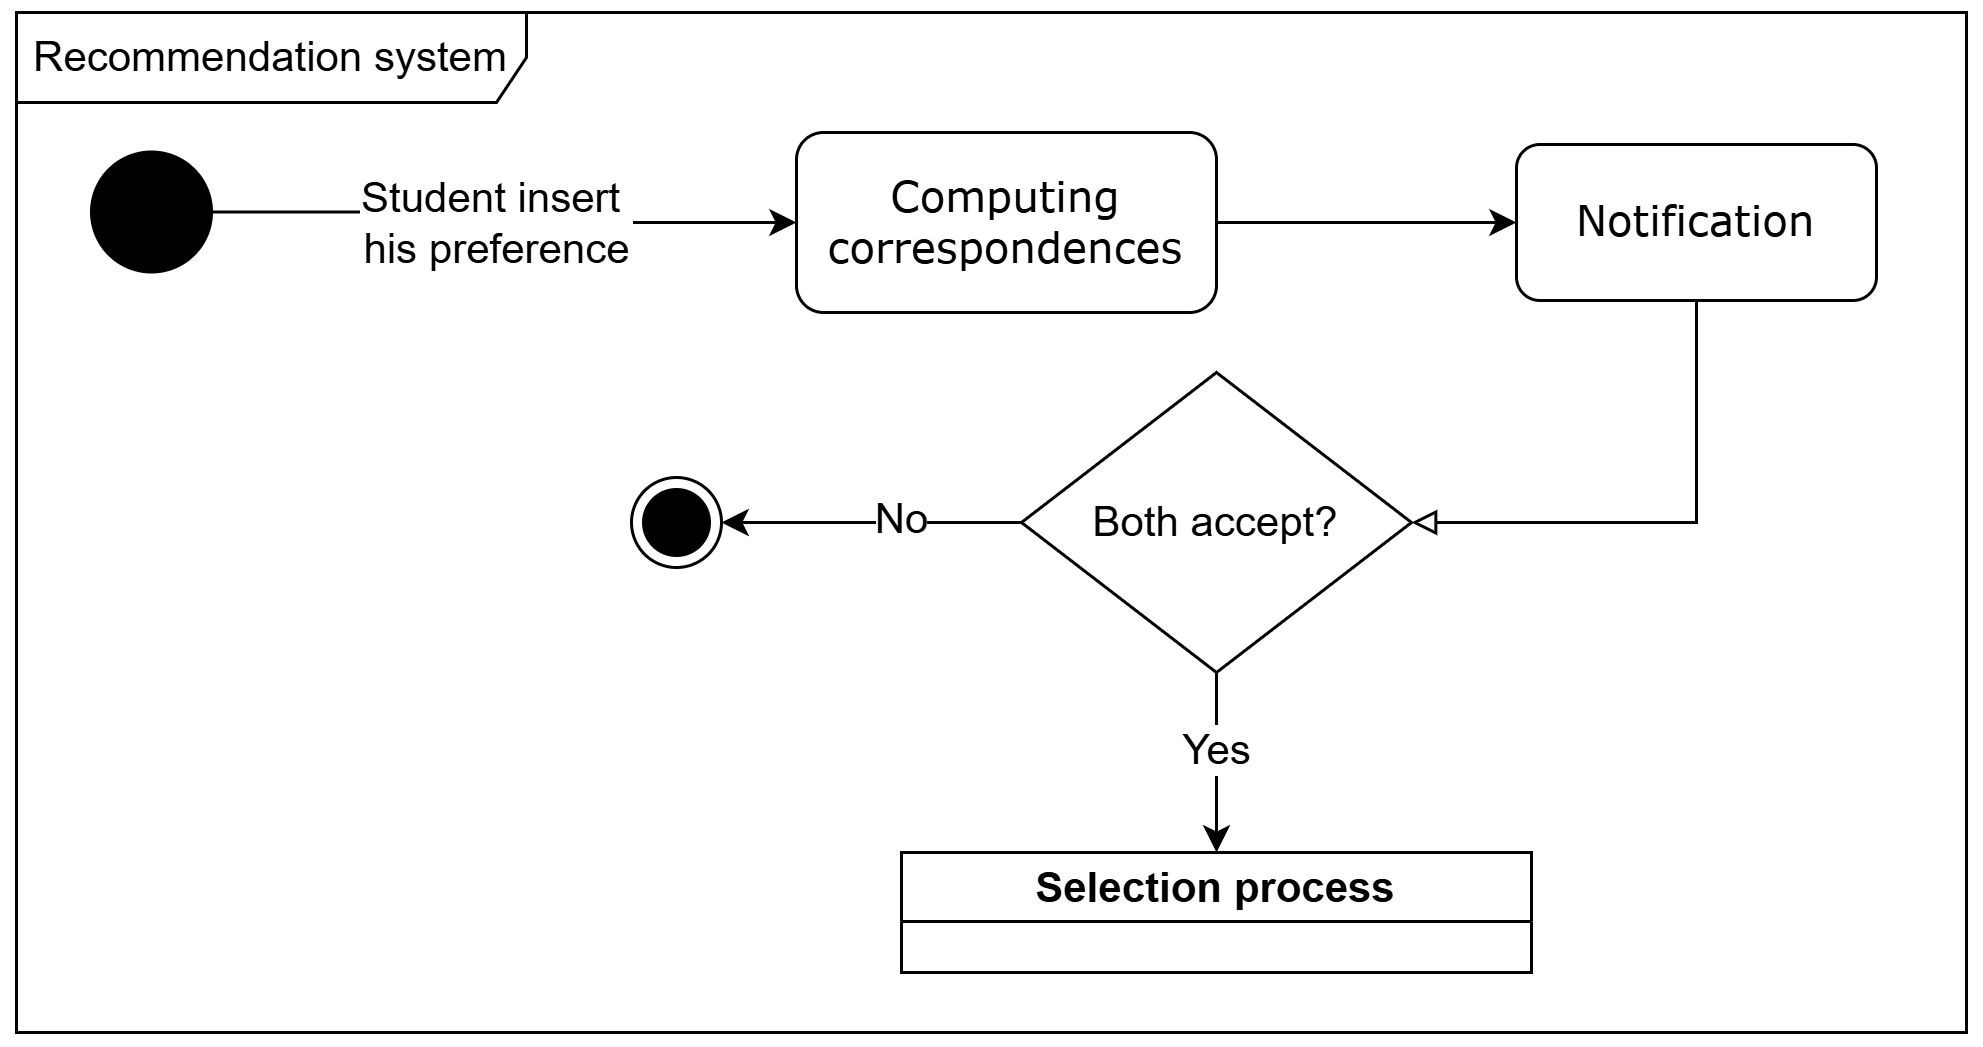 Recommendation system
Student insert
his preference
Computing
correspondences
Notification
Both accept?
No
Yes
Selection process